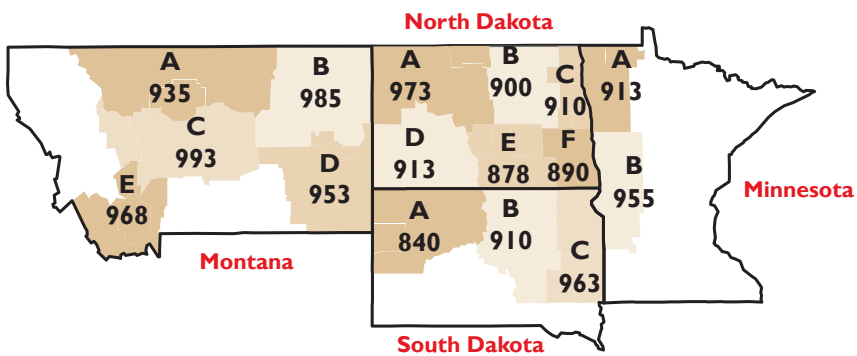 North Dakota
A
935
B
985
C
993
D
953
E
968
Montana
A
973
B
900
C
910
D
913
E
878
F
890
A
913
B
955
Minnesota
A
840
B
910
C
963
South Dakota